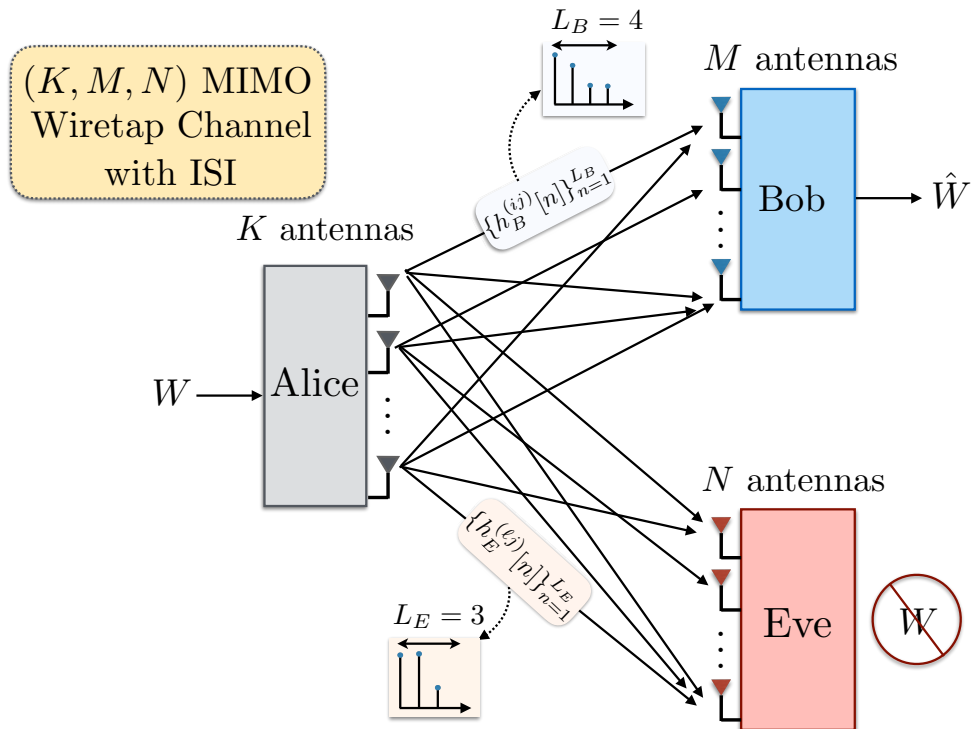 (K, M, N) MIMO
Wiretap Channel
with ISI
L_B = 4
M antennas
{h_B^{(ij)}[n]}_{n=1}^{L_B}
Bob
Ŵ
K antennas
W
Alice
N antennas
{h_E^{(ℓj)}[n]}_{n=1}^{L_E}
L_E = 3
Eve
W